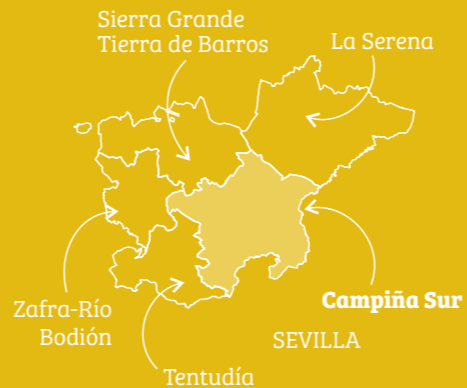 Sierra Grande
Tierra de Barros
La Serena
Campiña Sur
Zafra-Río
Bodión
SEVILLA
Tentudía